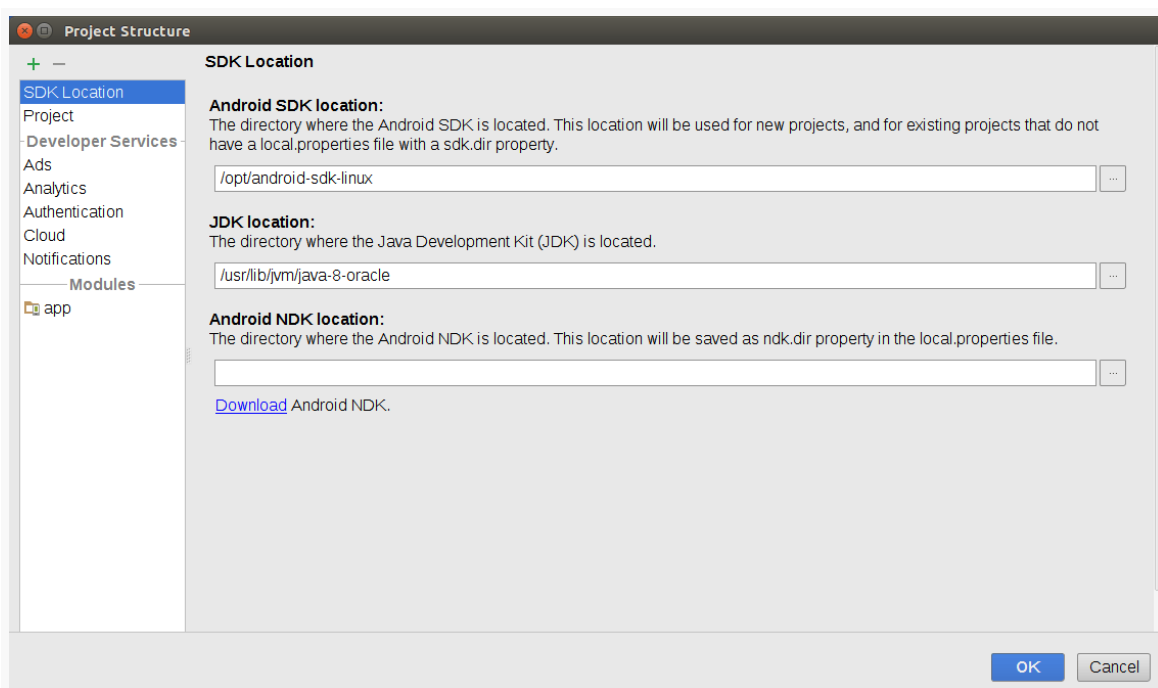 Project Structure
SDK Location
Project
Developer Services
Ads
Analytics
Authentication
Cloud
Notifications
Modules
app
SDK Location
Android SDK location:
The directory where the Android SDK is located. This location will be used for new projects, and for existing projects that do not
have a local.properties file with a sdk.dir property.
/opt/android-sdk-linux
...
JDK location:
The directory where the Java Development Kit (JDK) is located.
/usr/lib/jvm/java-8-oracle
...
Android NDK location:
The directory where the Android NDK is located. This location will be saved as ndk.dir property in the local.properties file.
...
Download Android NDK.
OK
Cancel